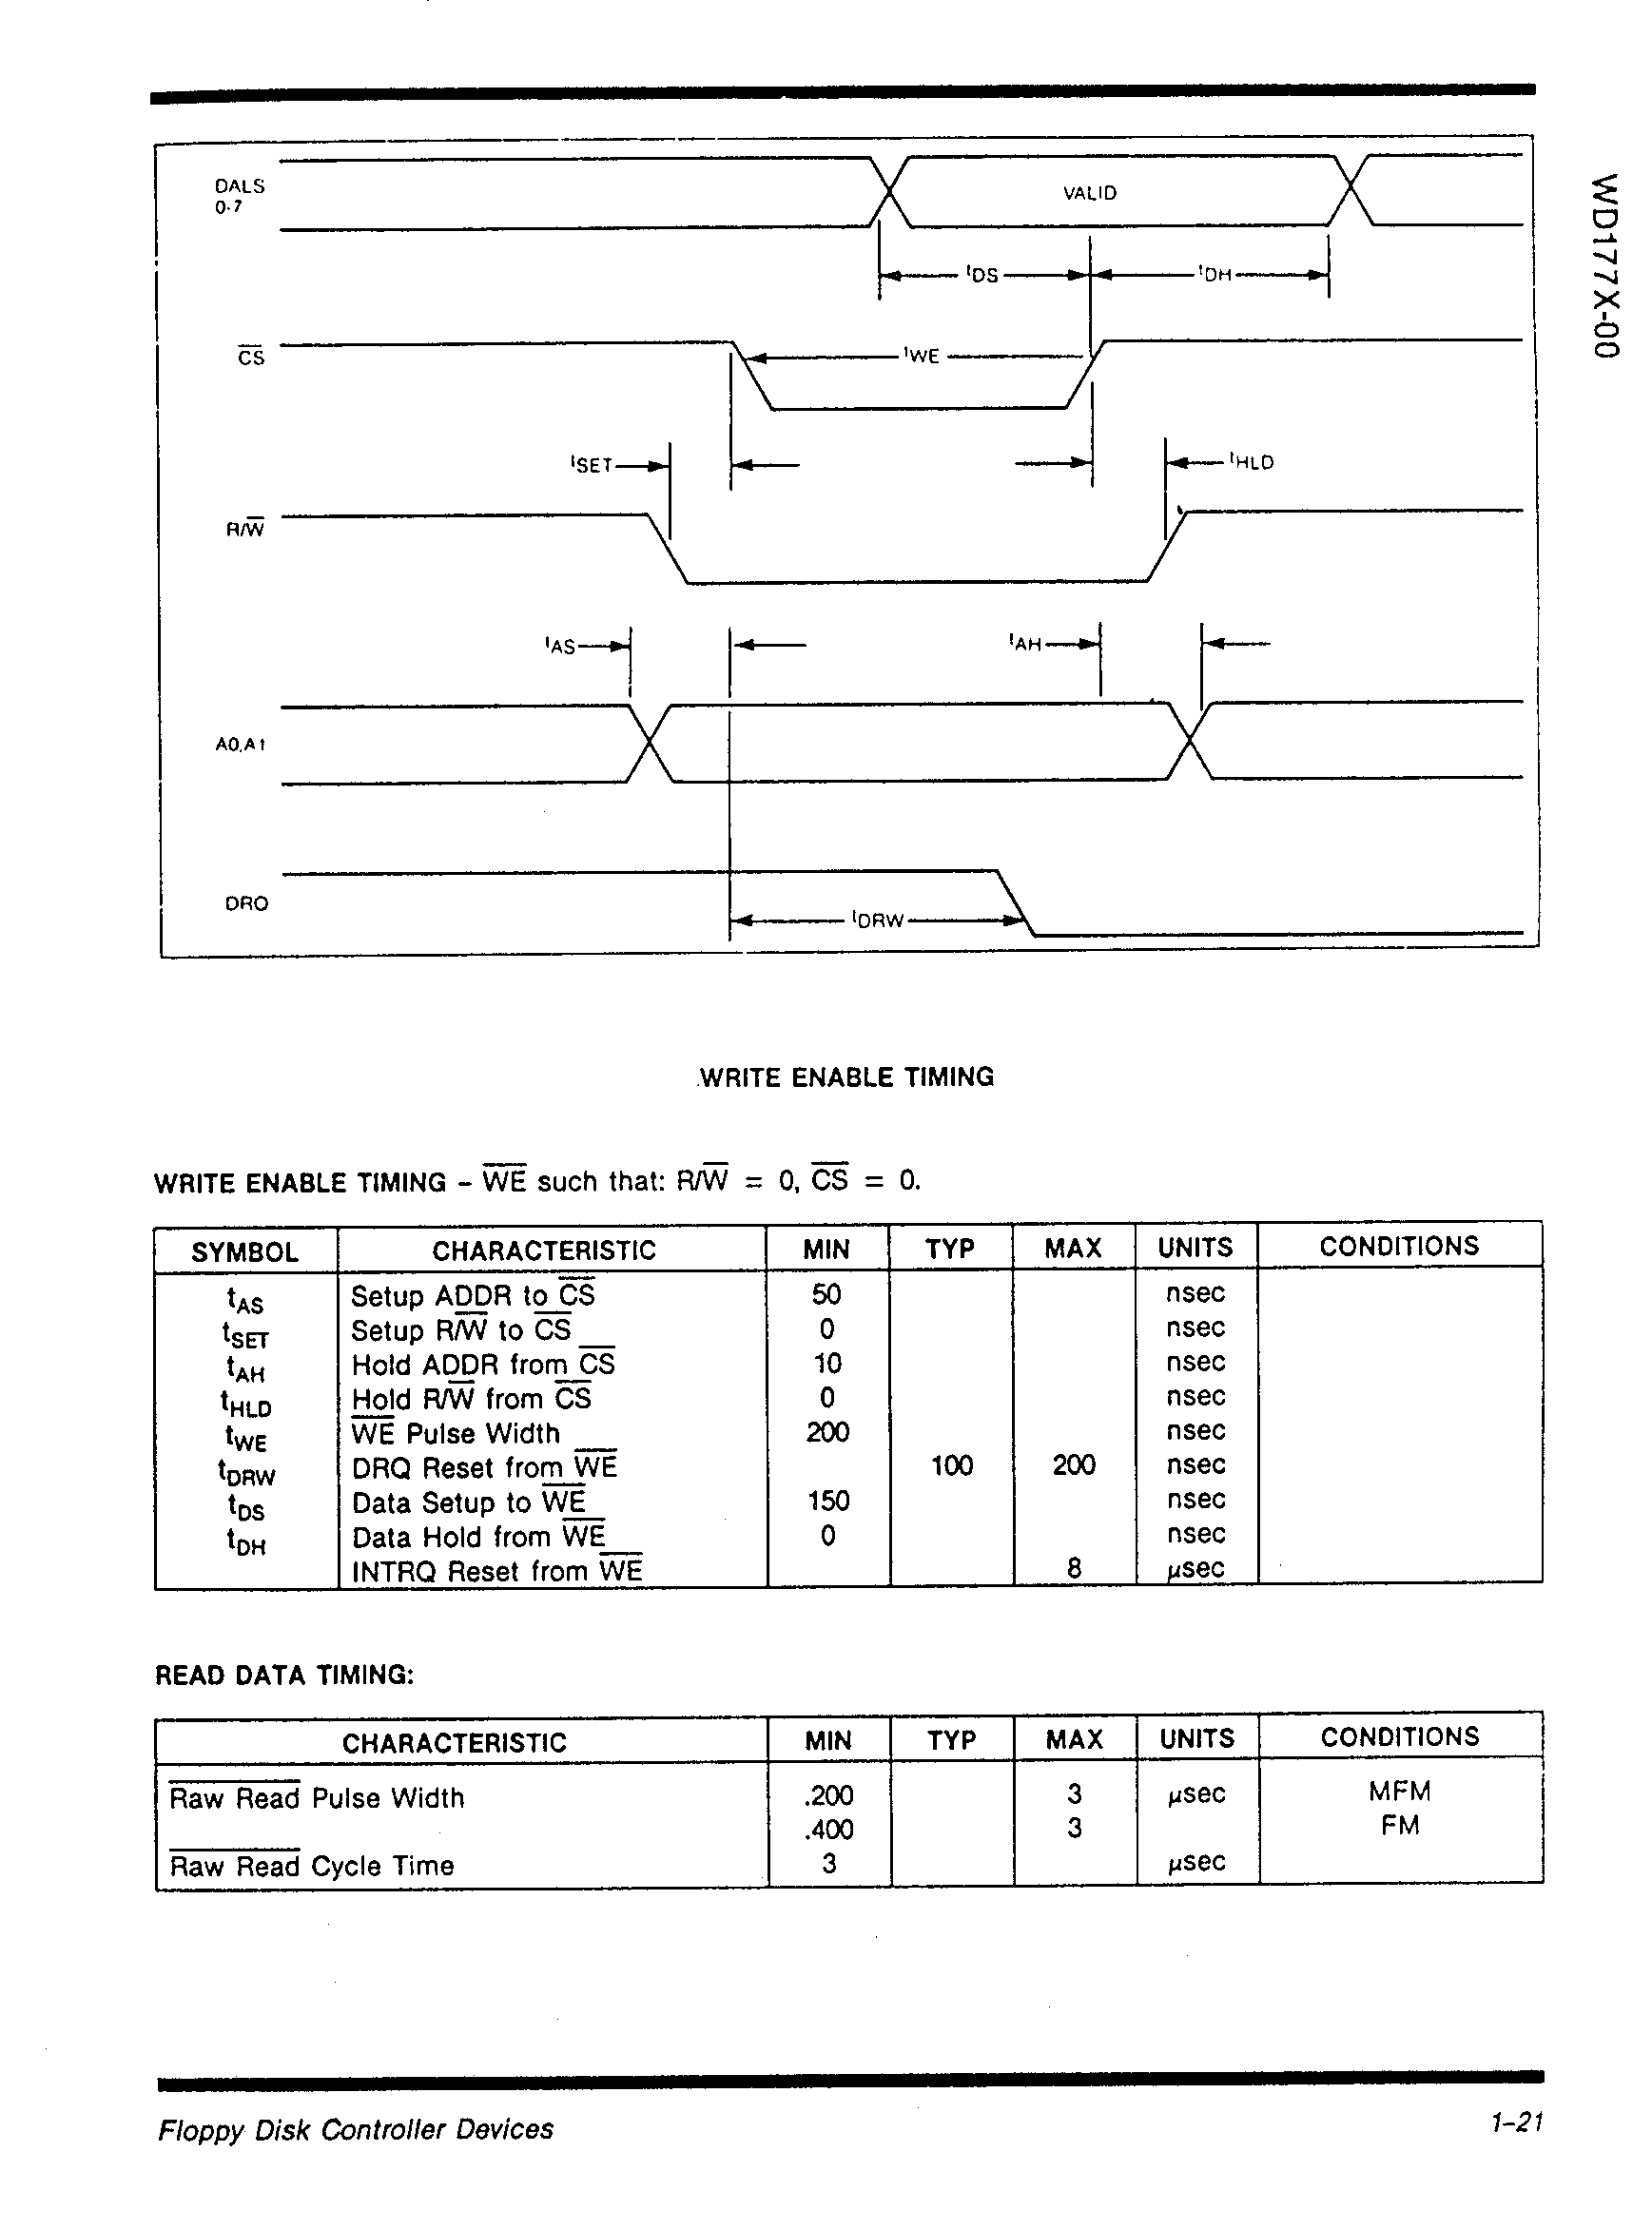 WD177X-00
DALS
0-7
VALID
tDS
tDH
CS
tWE
tSET
tHLD
R/W
tAS
tAH
A0,A1
DRQ
tDRW
WRITE ENABLE TIMING
WRITE ENABLE TIMING – WE such that: R/W = 0, CS = 0.
SYMBOL CHARACTERISTIC MIN TYP MAX UNITS CONDITIONS
tAS Setup ADDR to CS 50 nsec
tSET Setup R/W to CS 0 nsec
tAH Hold ADDR from CS 10 nsec
tHLD Hold R/W from CS 0 nsec
tWE WE Pulse Width 200 nsec
tDRW DRQ Reset from WE 100 200 nsec
tDS Data Setup to WE 150 nsec
tDH Data Hold from WE 0 nsec
INTRQ Reset from WE 8 µsec
READ DATA TIMING:
CHARACTERISTIC MIN TYP MAX UNITS CONDITIONS
Raw Read Pulse Width .200 3 µsec MFM
.400 3 FM
Raw Read Cycle Time 3 µsec
Floppy Disk Controller Devices 1–21